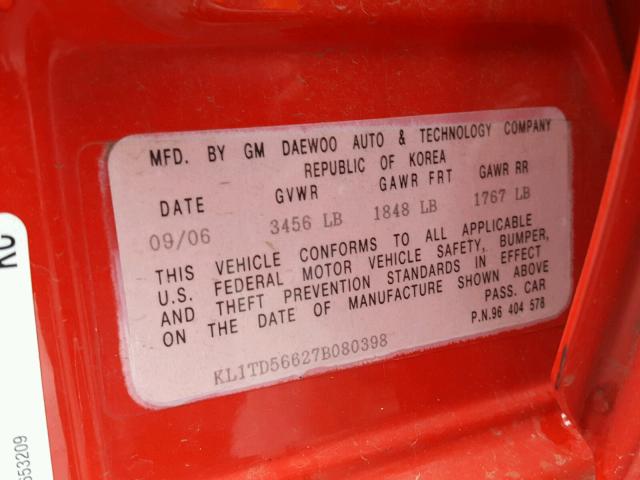 MFD. BY GM DAEWOO AUTO & TECHNOLOGY COMPANY
REPUBLIC OF KOREA
DATE GVWR GAWR FRT GAWR RR
09/06 3456 LB 1848 LB 1767 LB
THIS VEHICLE CONFORMS TO ALL APPLICABLE
U.S. FEDERAL MOTOR VEHICLE SAFETY, BUMPER,
AND THEFT PREVENTION STANDARDS IN EFFECT
ON THE DATE OF MANUFACTURE SHOWN ABOVE
PASS. CAR
P.N.96 404 578
KL1TD56627B080398